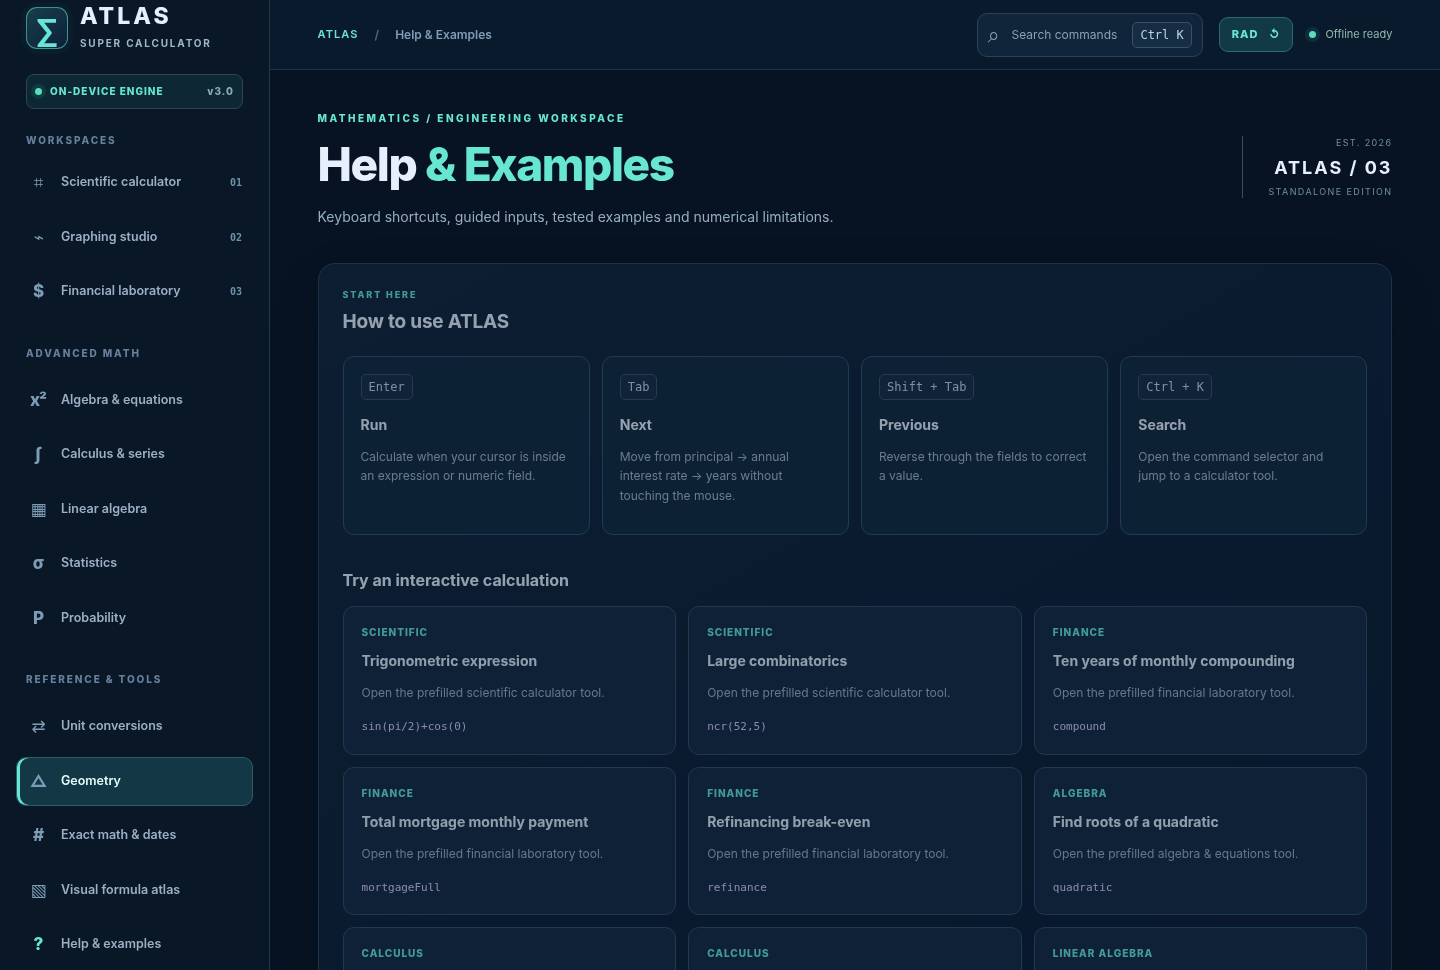 ∑ ATLAS
SUPER CALCULATOR
ON-DEVICE ENGINE v3.0
WORKSPACES
⌗ Scientific calculator 01
⌁ Graphing studio 02
$ Financial laboratory 03
ADVANCED MATH
x² Algebra & equations
∫ Calculus & series
▦ Linear algebra
σ Statistics
P Probability
REFERENCE & TOOLS
⇄ Unit conversions
△ Geometry
# Exact math & dates
▧ Visual formula atlas
? Help & examples
ATLAS / Help & Examples
⌕ Search commands Ctrl K
RAD ↺
Offline ready
MATHEMATICS / ENGINEERING WORKSPACE
Help & Examples
Keyboard shortcuts, guided inputs, tested examples and numerical limitations.
EST. 2026
ATLAS / 03
STANDALONE EDITION
START HERE
How to use ATLAS
Enter
Run
Calculate when your cursor is inside
an expression or numeric field.
Tab
Next
Move from principal → annual
interest rate → years without
touching the mouse.
Shift + Tab
Previous
Reverse through the fields to correct
a value.
Ctrl + K
Search
Open the command selector and
jump to a calculator tool.
Try an interactive calculation
SCIENTIFIC
Trigonometric expression
Open the prefilled scientific calculator tool.
sin(pi/2)+cos(0)
SCIENTIFIC
Large combinatorics
Open the prefilled scientific calculator tool.
ncr(52,5)
FINANCE
Ten years of monthly compounding
Open the prefilled financial laboratory tool.
compound
FINANCE
Total mortgage monthly payment
Open the prefilled financial laboratory tool.
mortgageFull
FINANCE
Refinancing break-even
Open the prefilled financial laboratory tool.
refinance
ALGEBRA
Find roots of a quadratic
Open the prefilled algebra & equations tool.
quadratic
CALCULUS
CALCULUS
LINEAR ALGEBRA